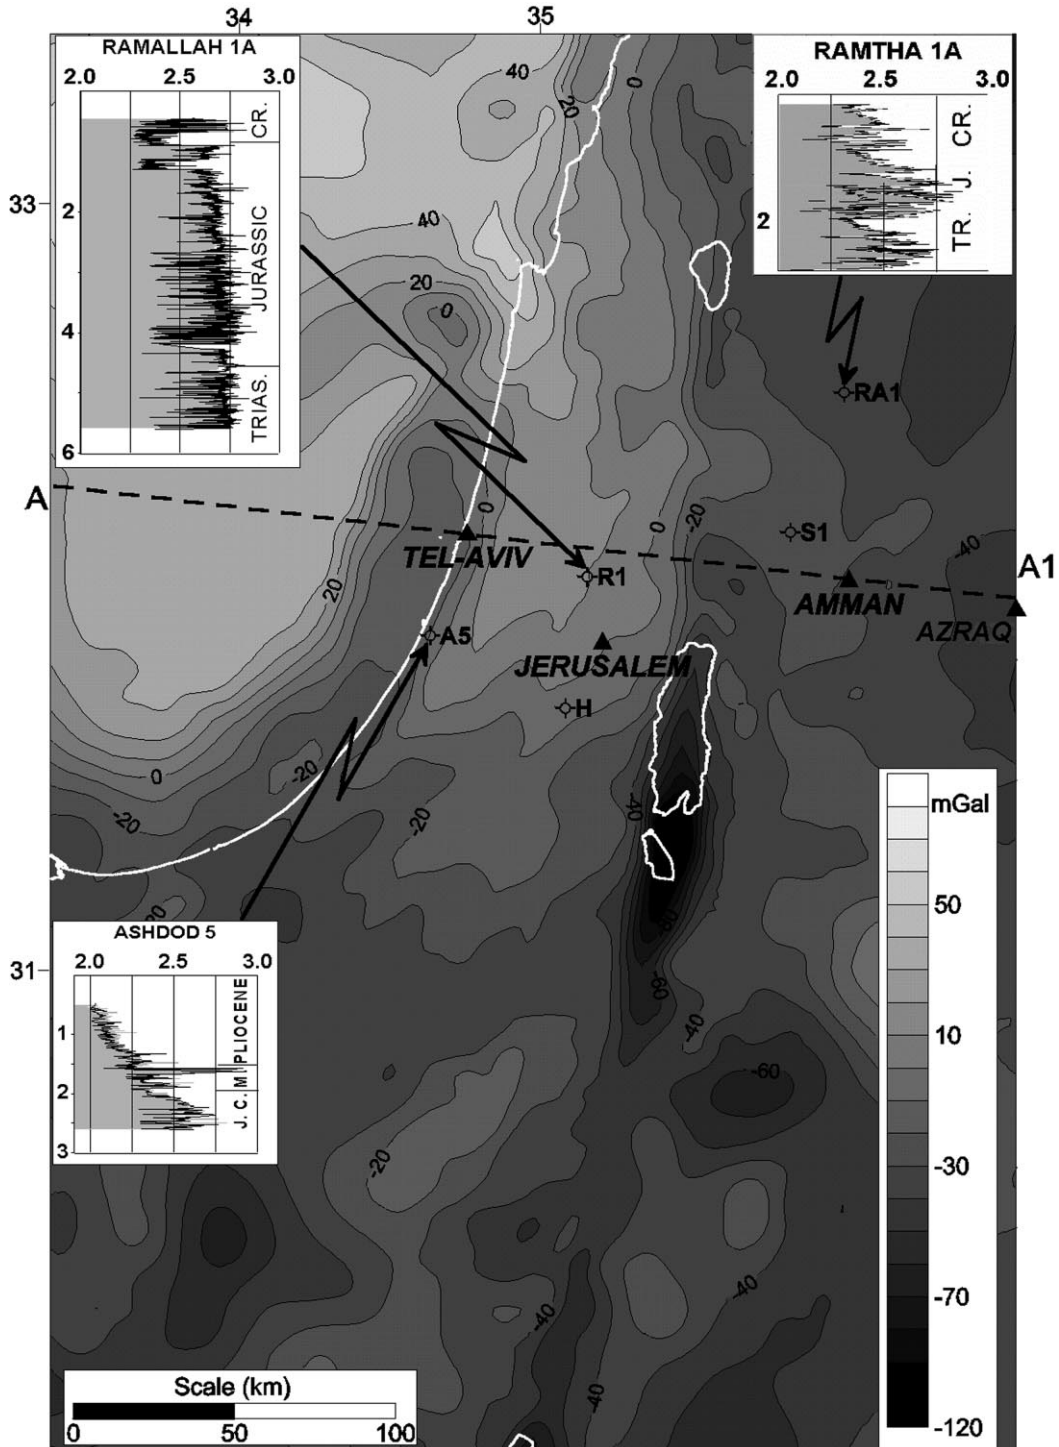 34 35
RAMALLAH 1A
2.0 2.5 3.0
CR.
JURASSIC
TRIAS.
2
4
6
RAMTHA 1A
2.0 2.5 3.0
CR.
J.
TR.
2
40
20
0
33
40
20
0
RA1
A
0
0
-20
S1
-40
A1
TEL-AVIV
R1
20
AMMAN
AZRAQ
A5
JERUSALEM
H
0
-20
-20
-20
-40
20
-80
-60
-40
-60
31
ASHDOD 5
2.0 2.5 3.0
PLIOCENE
M.
C.
J.
1
2
3
-20
-40
-40
-40
mGal
50
10
-30
-70
-120
Scale (km)
0 50 100